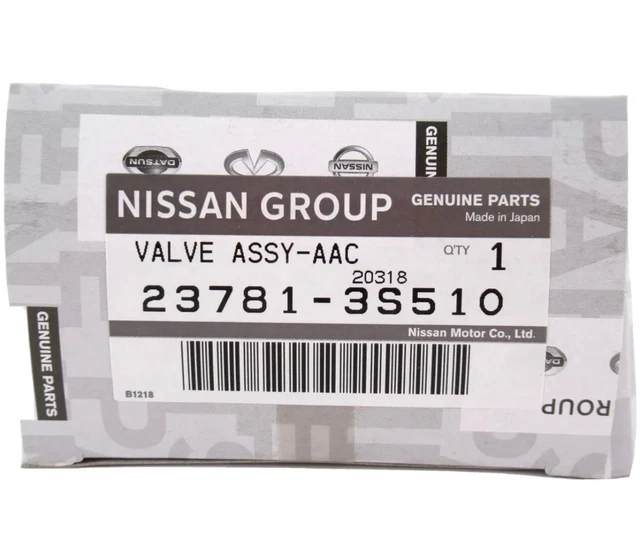 DATSUN
NISSAN
GENUIN
NISSAN GROUP
GENUINE PARTS
Made in Japan
VALVE ASSY-AAC
Q'TY 1
20318
23781-3S510
Nissan Motor Co., Ltd.
B1218
GENUINE PARTS
ROUP